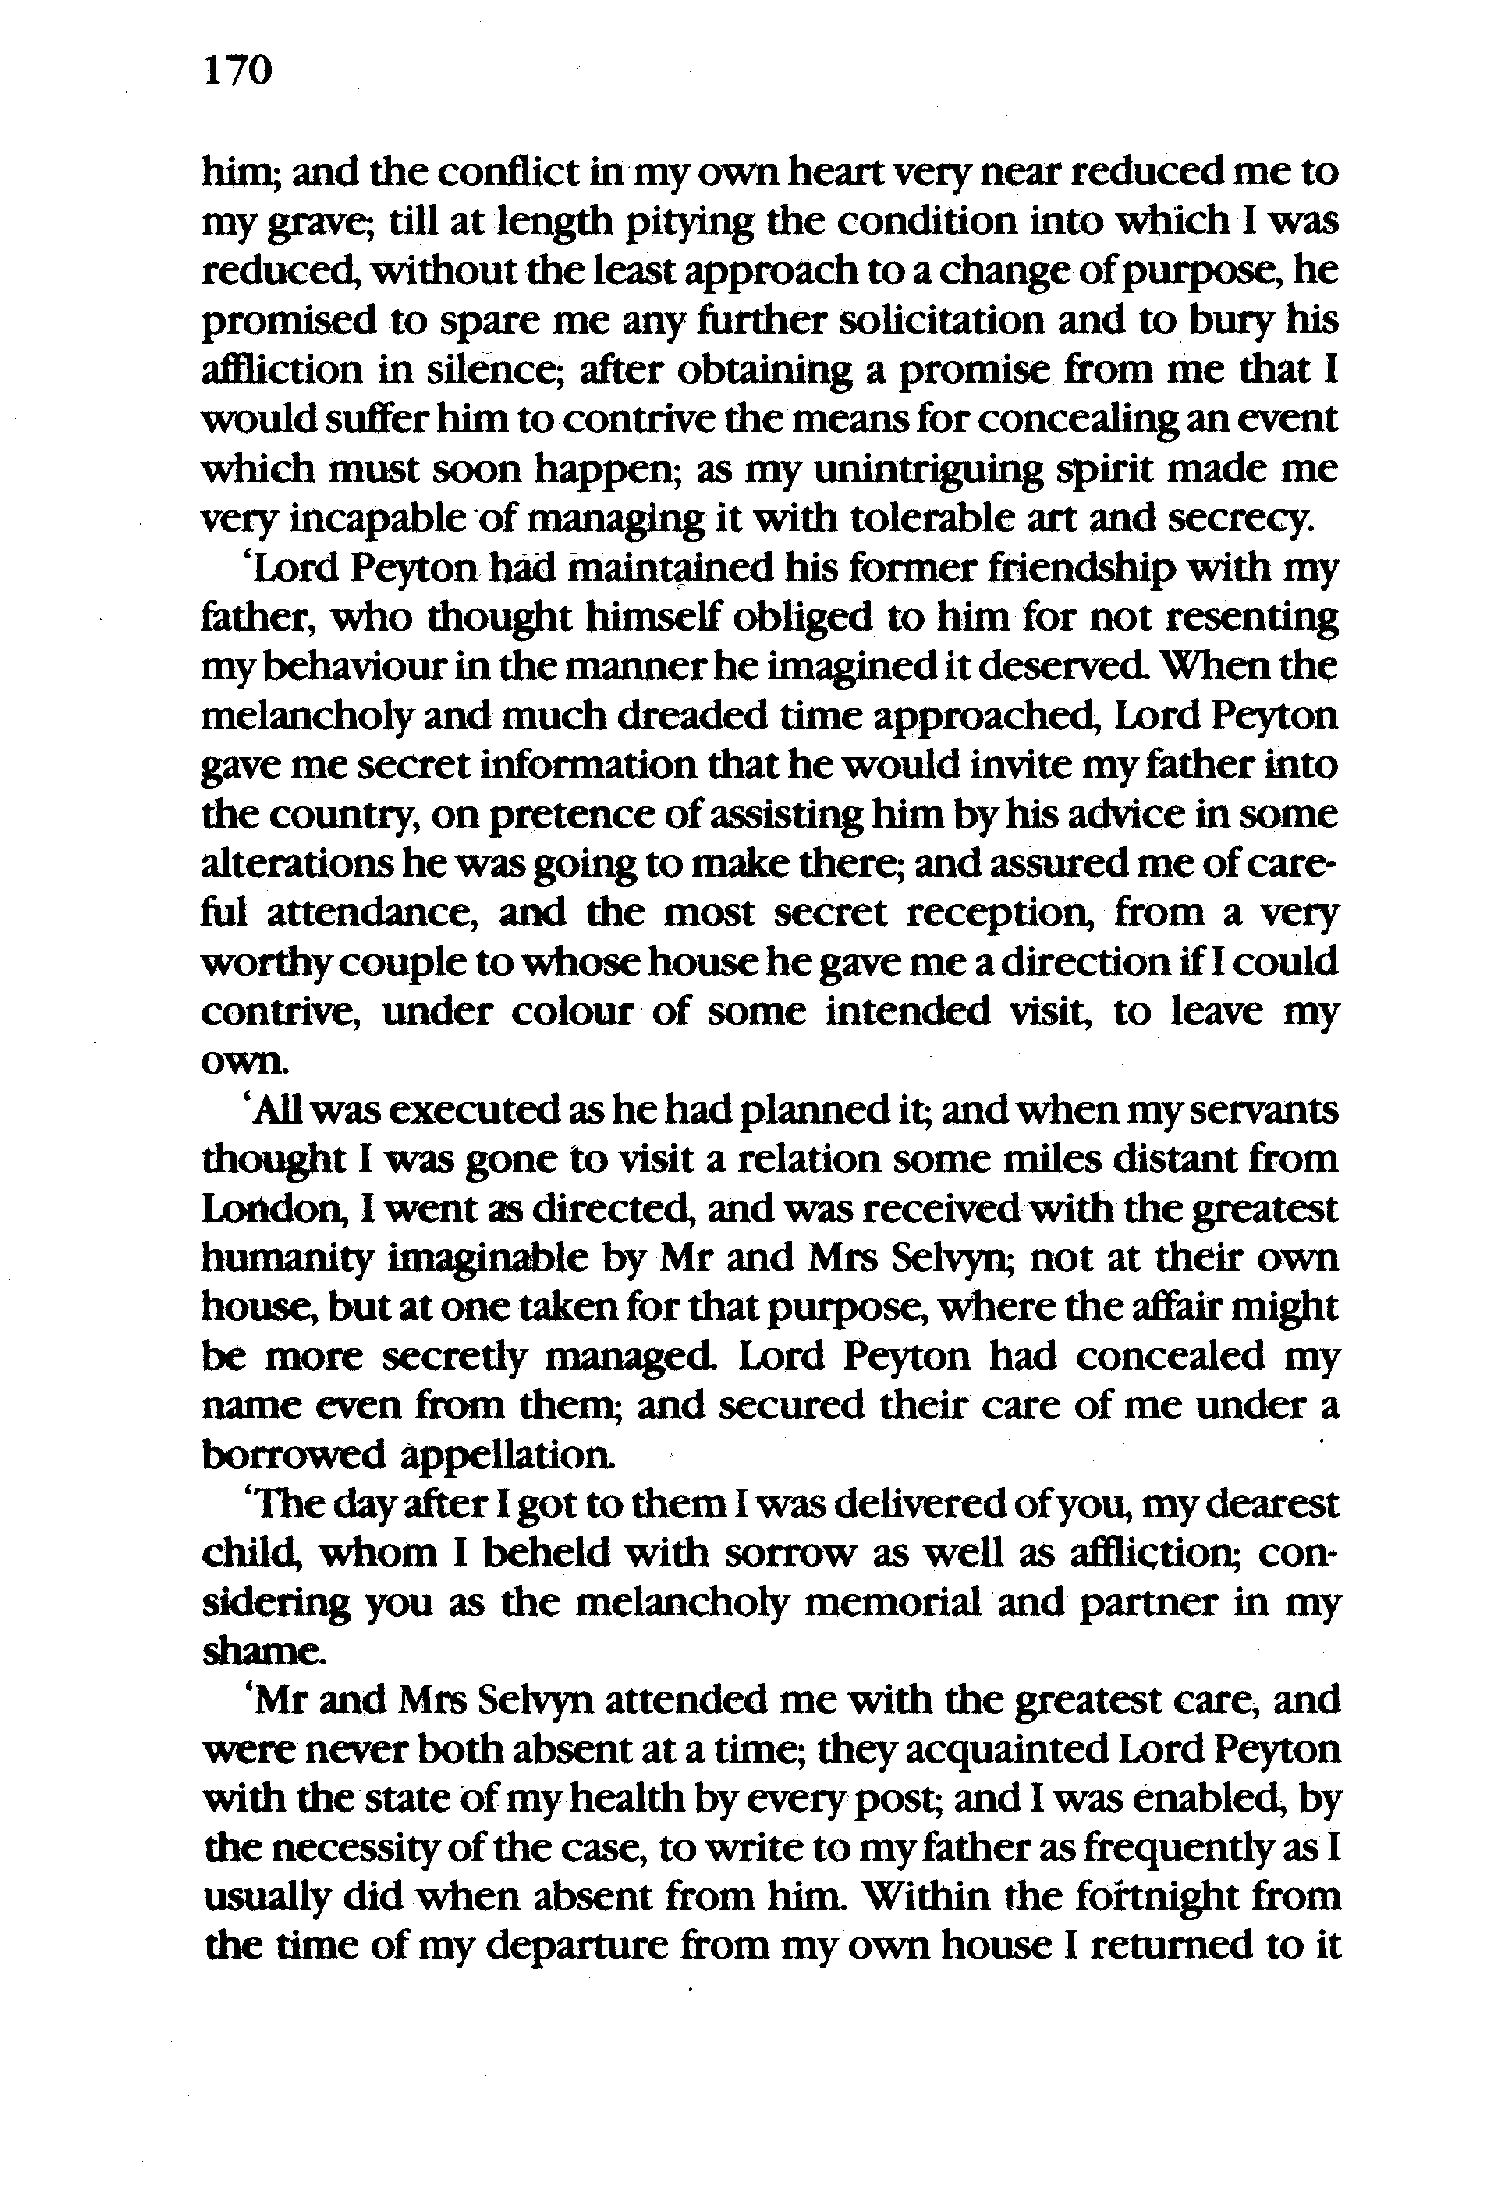 170
him; and the conflict in my own heart very near reduced me to
my grave; till at length pitying the condition into which I was
reduced, without the least approach to a change of purpose, he
promised to spare me any further solicitation and to bury his
affliction in silence; after obtaining a promise from me that I
would suffer him to contrive the means for concealing an event
which must soon happen; as my unintriguing spirit made me
very incapable of managing it with tolerable art and secrecy.
‘Lord Peyton had maintained his former friendship with my
father, who thought himself obliged to him for not resenting
my behaviour in the manner he imagined it deserved. When the
melancholy and much dreaded time approached, Lord Peyton
gave me secret information that he would invite my father into
the country, on pretence of assisting him by his advice in some
alterations he was going to make there; and assured me of care-
ful attendance, and the most secret reception, from a very
worthy couple to whose house he gave me a direction if I could
contrive, under colour of some intended visit, to leave my
own.
‘All was executed as he had planned it; and when my servants
thought I was gone to visit a relation some miles distant from
London, I went as directed, and was received with the greatest
humanity imaginable by Mr and Mrs Selvyn; not at their own
house, but at one taken for that purpose, where the affair might
be more secretly managed. Lord Peyton had concealed my
name even from them; and secured their care of me under a
borrowed appellation.
‘The day after I got to them I was delivered of you, my dearest
child, whom I beheld with sorrow as well as affliction; con-
sidering you as the melancholy memorial and partner in my
shame.
‘Mr and Mrs Selvyn attended me with the greatest care, and
were never both absent at a time; they acquainted Lord Peyton
with the state of my health by every post; and I was enabled, by
the necessity of the case, to write to my father as frequently as I
usually did when absent from him. Within the fortnight from
the time of my departure from my own house I returned to it